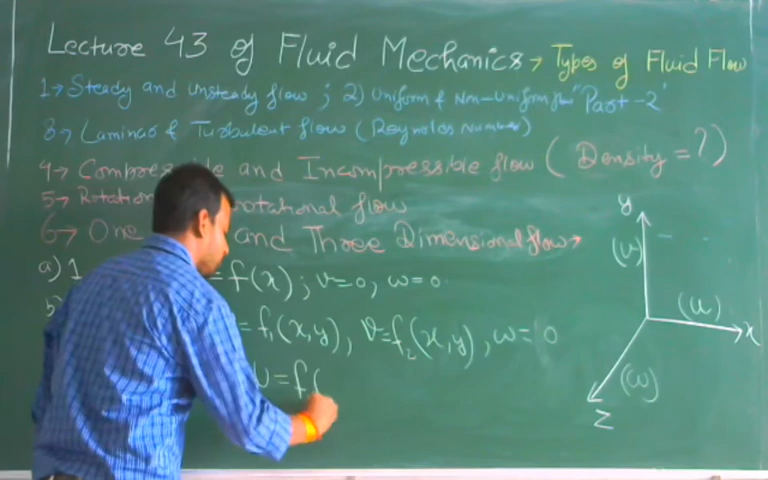 Lecture 43 of Fluid Mechanics → Types of Fluid Flow
1→ Steady and unsteady flow ; 2) Uniform & Non-Uniform flow "Part-2"
3→ Laminar & Turbulent flow (Reynolds Number)
4→ Compressible and Incompressible flow ( Density = ? )
5→ Rotation rotational flow
6→ One and Three Dimensional flow→
a) 1 = f(x) ; v=0, w=0
b) = f₁(x,y), v=f₂(x,y), w=0
U = f(
y
(v)
(u)
x
(w)
z